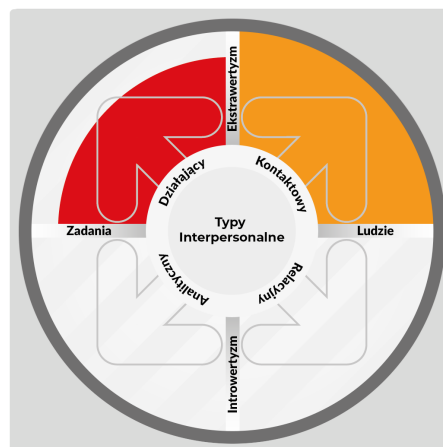 Ekstrawertyzm
Działający
Kontaktowy
Zadania
Typy
Interpersonalne
Ludzie
Analityczny
Relacyjny
Introwertyzm